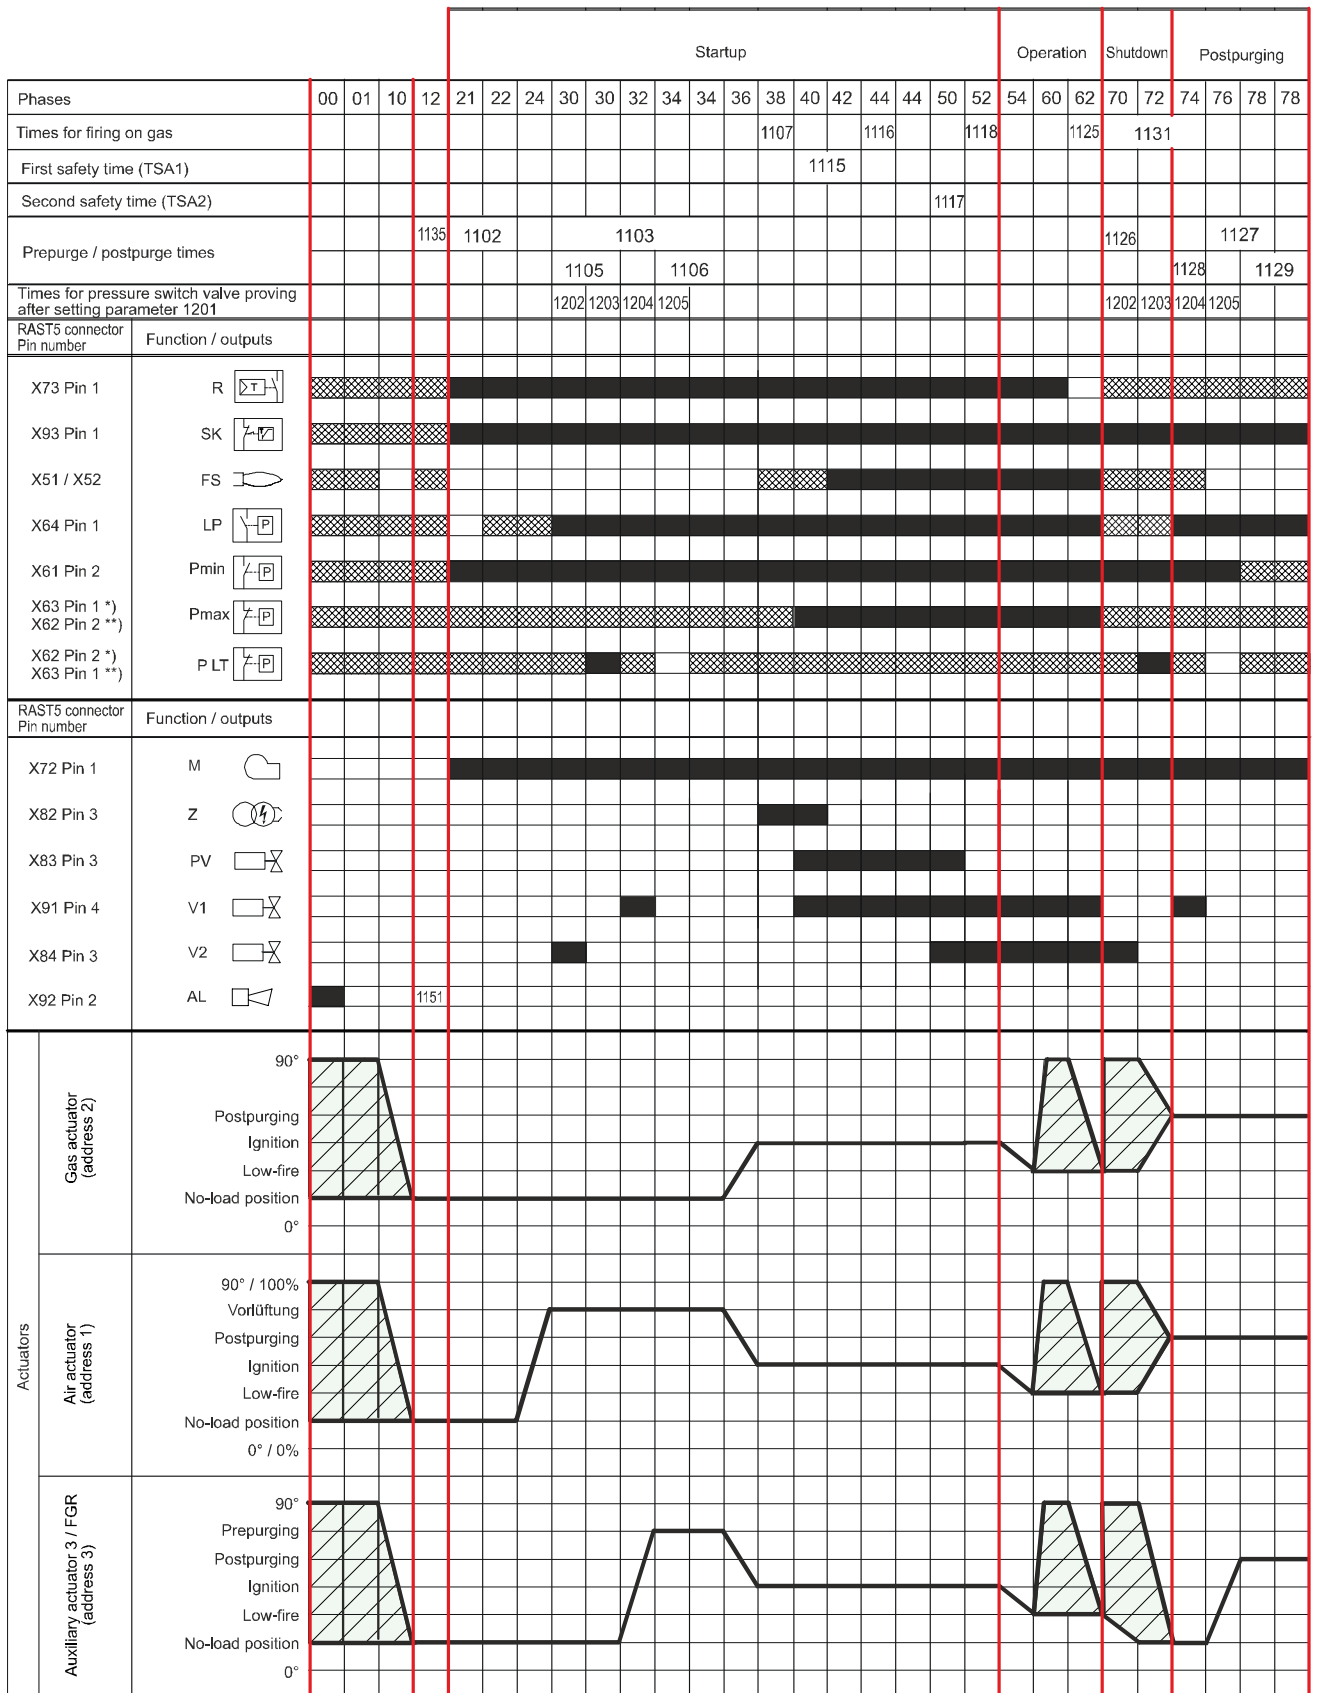 Startup Operation Shutdown Postpurging
Phases 00 01 10 12 21 22 24 30 30 32 34 34 36 38 40 42 44 44 50 52 54 60 62 70 72 74 76 78 78
Times for firing on gas 1107 1116 1118 1125 1131
First safety time (TSA1) 1115
Second safety time (TSA2) 1117
Prepurge / postpurge times
1135 1102 1103 1126 1127
1105 1106 1128 1129
Times for pressure switch valve proving
after setting parameter 1201
1202 1203 1204 1205 1202 1203 1204 1205
RAST5 connector
Pin number
Function / outputs
X73 Pin 1 R T
X93 Pin 1 SK
X51 / X52 FS
X64 Pin 1 LP P
X61 Pin 2 Pmin P
X63 Pin 1 *)
X62 Pin 2 **)
Pmax P
X62 Pin 2 *)
X63 Pin 1 **)
P LT P
RAST5 connector
Pin number
Function / outputs
X72 Pin 1 M
X82 Pin 3 Z
X83 Pin 3 PV
X91 Pin 4 V1
X84 Pin 3 V2
X92 Pin 2 AL 1151
Actuators
Gas actuator
(address 2)
90°
Postpurging
Ignition
Low-fire
No-load position
0°
Air actuator
(address 1)
90° / 100%
Vorlüftung
Postpurging
Ignition
Low-fire
No-load position
0° / 0%
Auxiliary actuator 3 / FGR
(address 3)
90°
Prepurging
Postpurging
Ignition
Low-fire
No-load position
0°